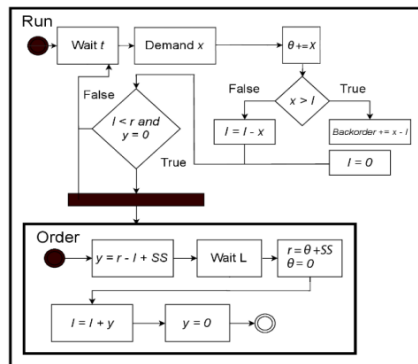 Run
Wait t
Demand x
θ+=x
False
x > I
False
True
I < r and
y = 0
I = I - x
Backorder += x - I
True
I = 0
Order
y = r - I + SS
Wait L
r = θ+SS
θ = 0
I = I + y
y = 0